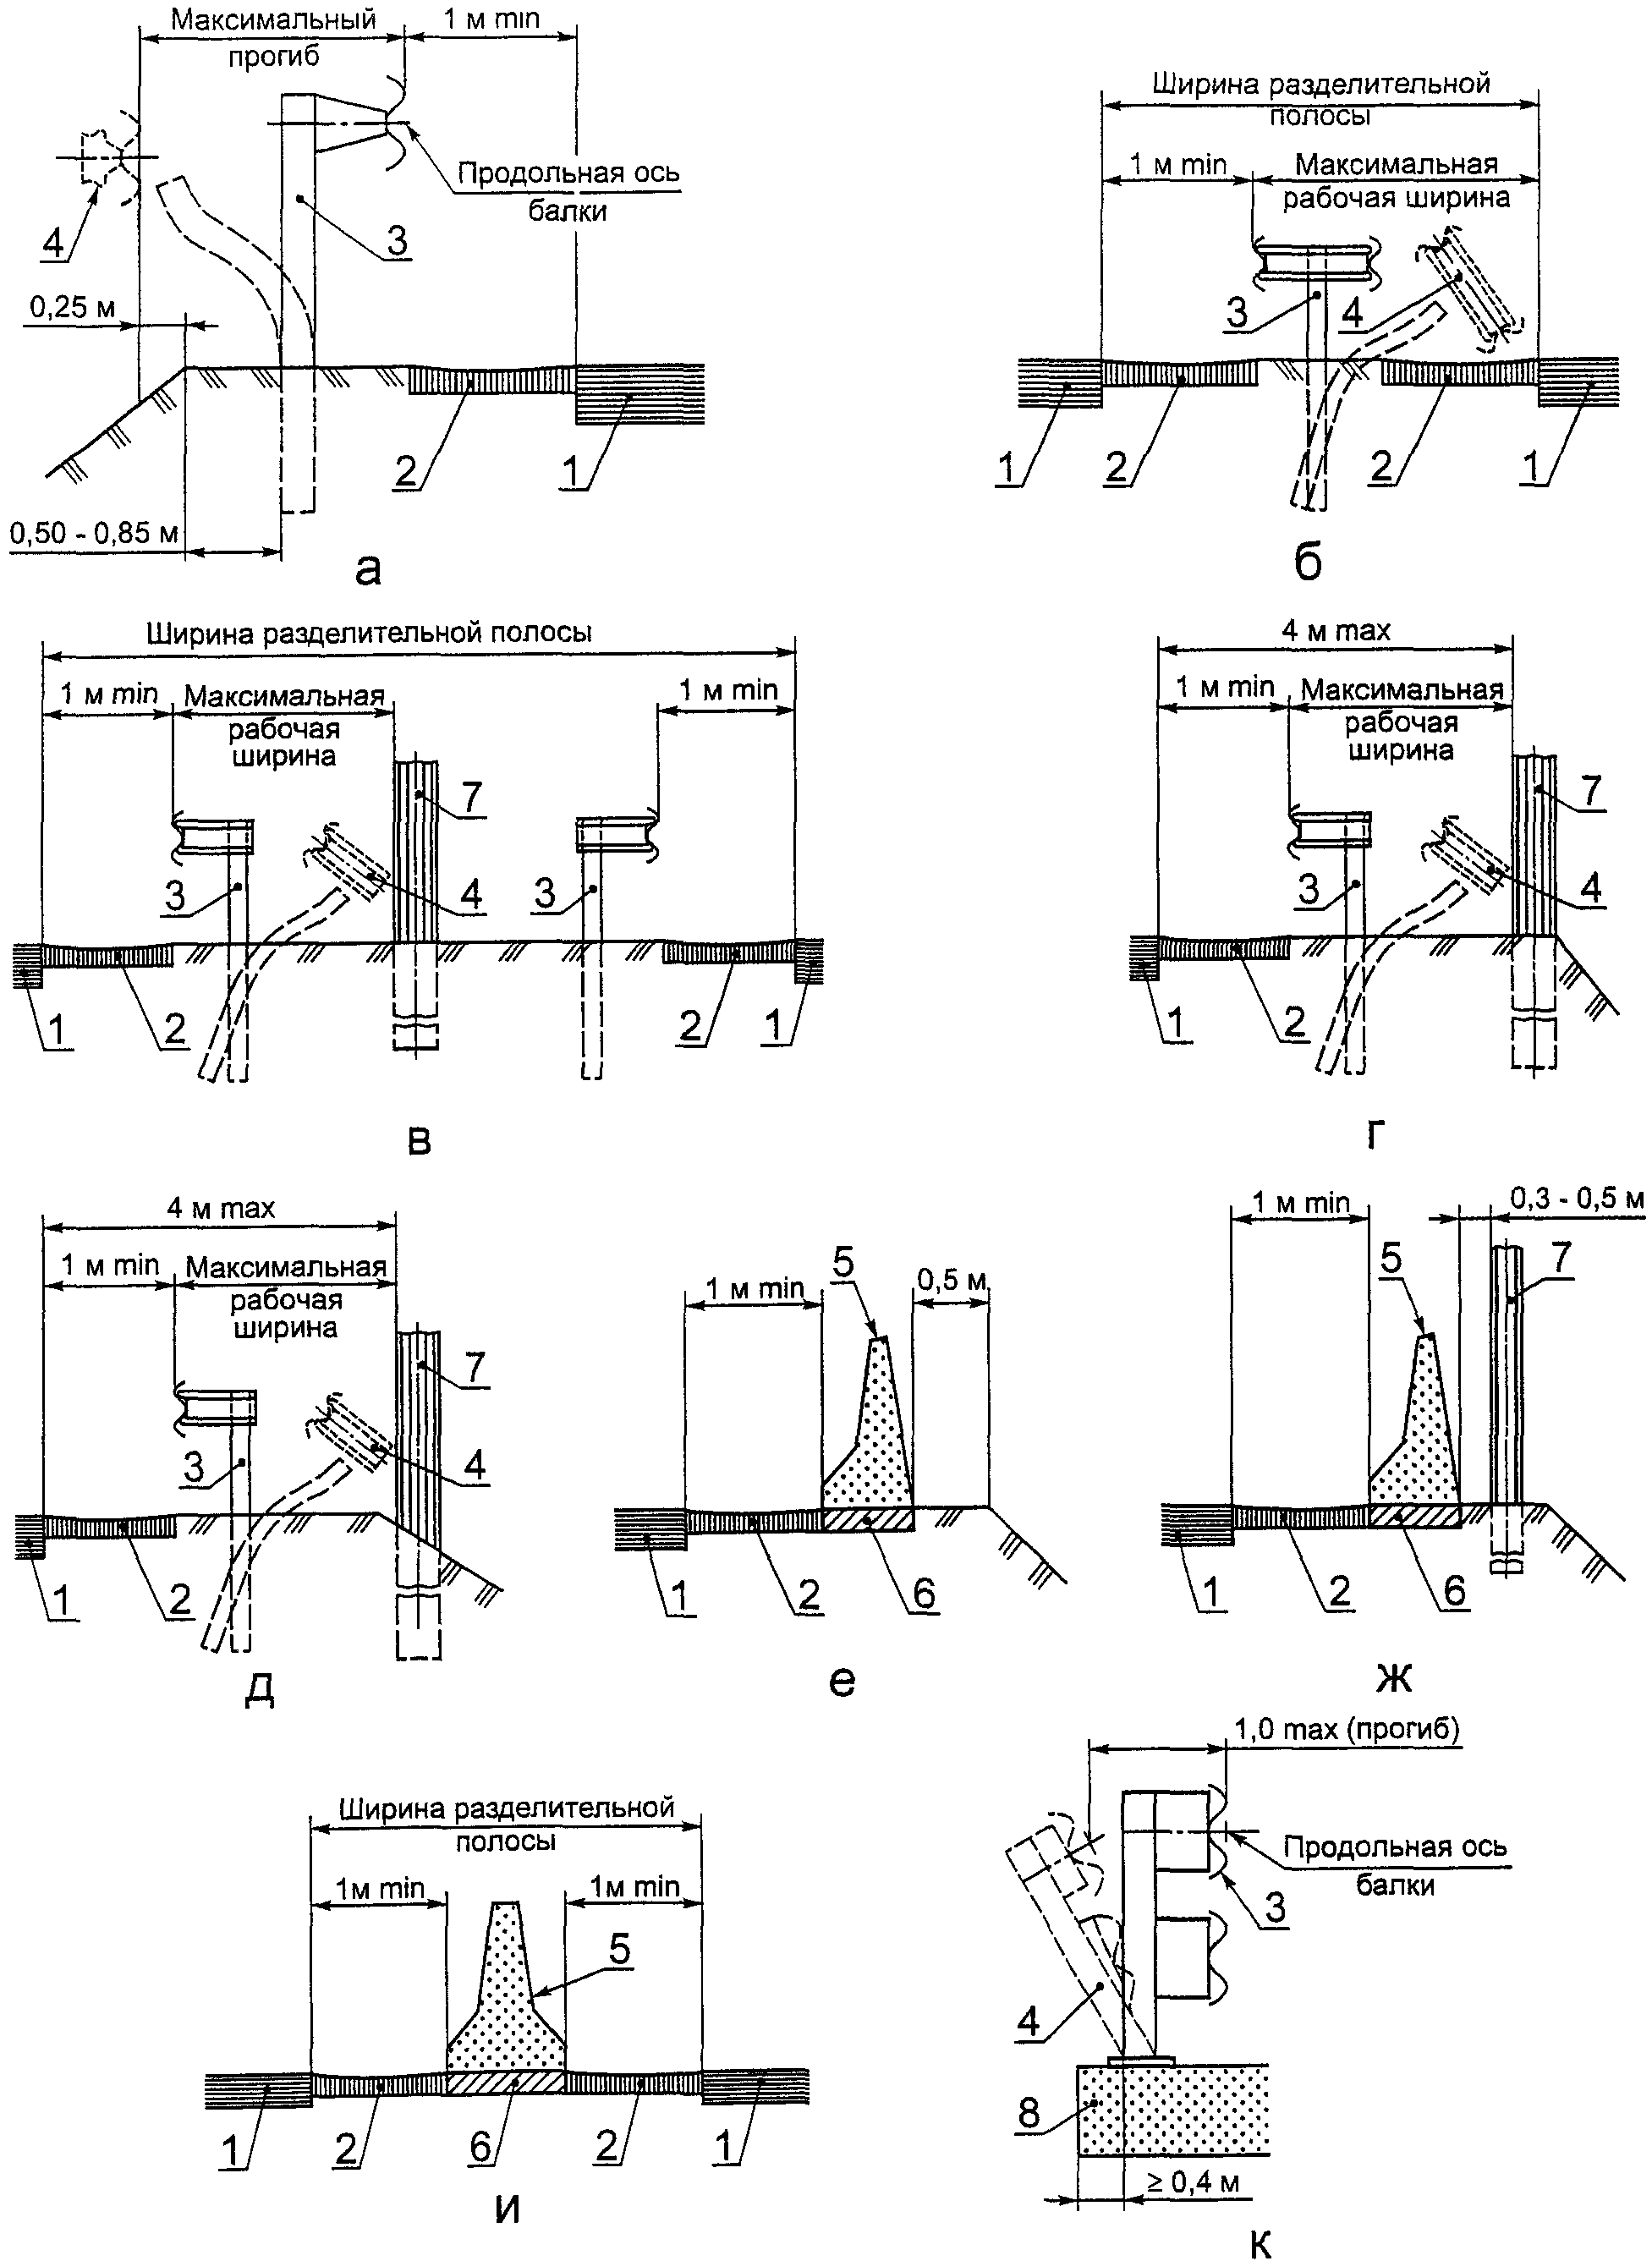 Максимальный прогиб
1 м min
Продольная ось балки
4
3
0,25 м
2
1
0,50 - 0,85 м
а
Ширина разделительной полосы
1 м min
Максимальная рабочая ширина
3
4
1
2
2
1
б
Ширина разделительной полосы
1 м min
Максимальная рабочая ширина
1 м min
7
3
4
3
1
2
2
1
в
4 м max
1 м min
Максимальная рабочая ширина
7
3
4
1
2
г
4 м max
1 м min
Максимальная рабочая ширина
7
3
4
1
2
д
1 м min
5
0,5 м
1
2
6
е
1 м min
0,3 - 0,5 м
5
7
1
2
6
ж
Ширина разделительной полосы
1м min
1м min
5
1
2
6
2
1
и
1,0 max (прогиб)
Продольная ось балки
3
4
8
≥ 0,4 м
к